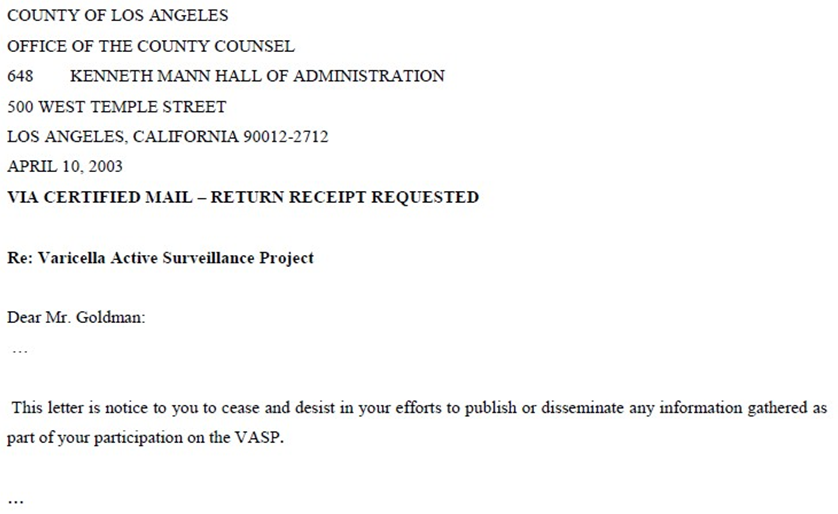 COUNTY OF LOS ANGELES
OFFICE OF THE COUNTY COUNSEL
648 KENNETH MANN HALL OF ADMINISTRATION
500 WEST TEMPLE STREET
LOS ANGELES, CALIFORNIA 90012-2712
APRIL 10, 2003
VIA CERTIFIED MAIL – RETURN RECEIPT REQUESTED
Re: Varicella Active Surveillance Project
Dear Mr. Goldman:
…
This letter is notice to you to cease and desist in your efforts to publish or disseminate any information gathered as
part of your participation on the VASP.
…